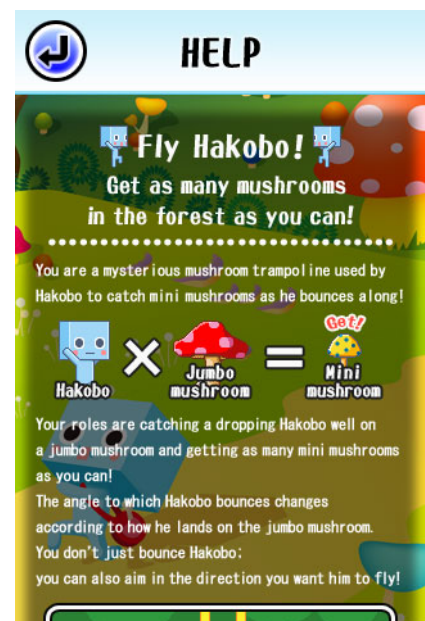 HELP
Fly Hakobo!
Get as many mushrooms
in the forest as you can!
You are a mysterious mushroom trampoline used by
Hakobo to catch mini mushrooms as he bounces along!
Get!
Hakobo × Jumbo mushroom = Mini mushroom
Your roles are catching a dropping Hakobo well on
a jumbo mushroom and getting as many mini mushrooms
as you can!
The angle to which Hakobo bounces changes
according to how he lands on the jumbo mushroom.
You don't just bounce Hakobo;
you can also aim in the direction you want him to fly!